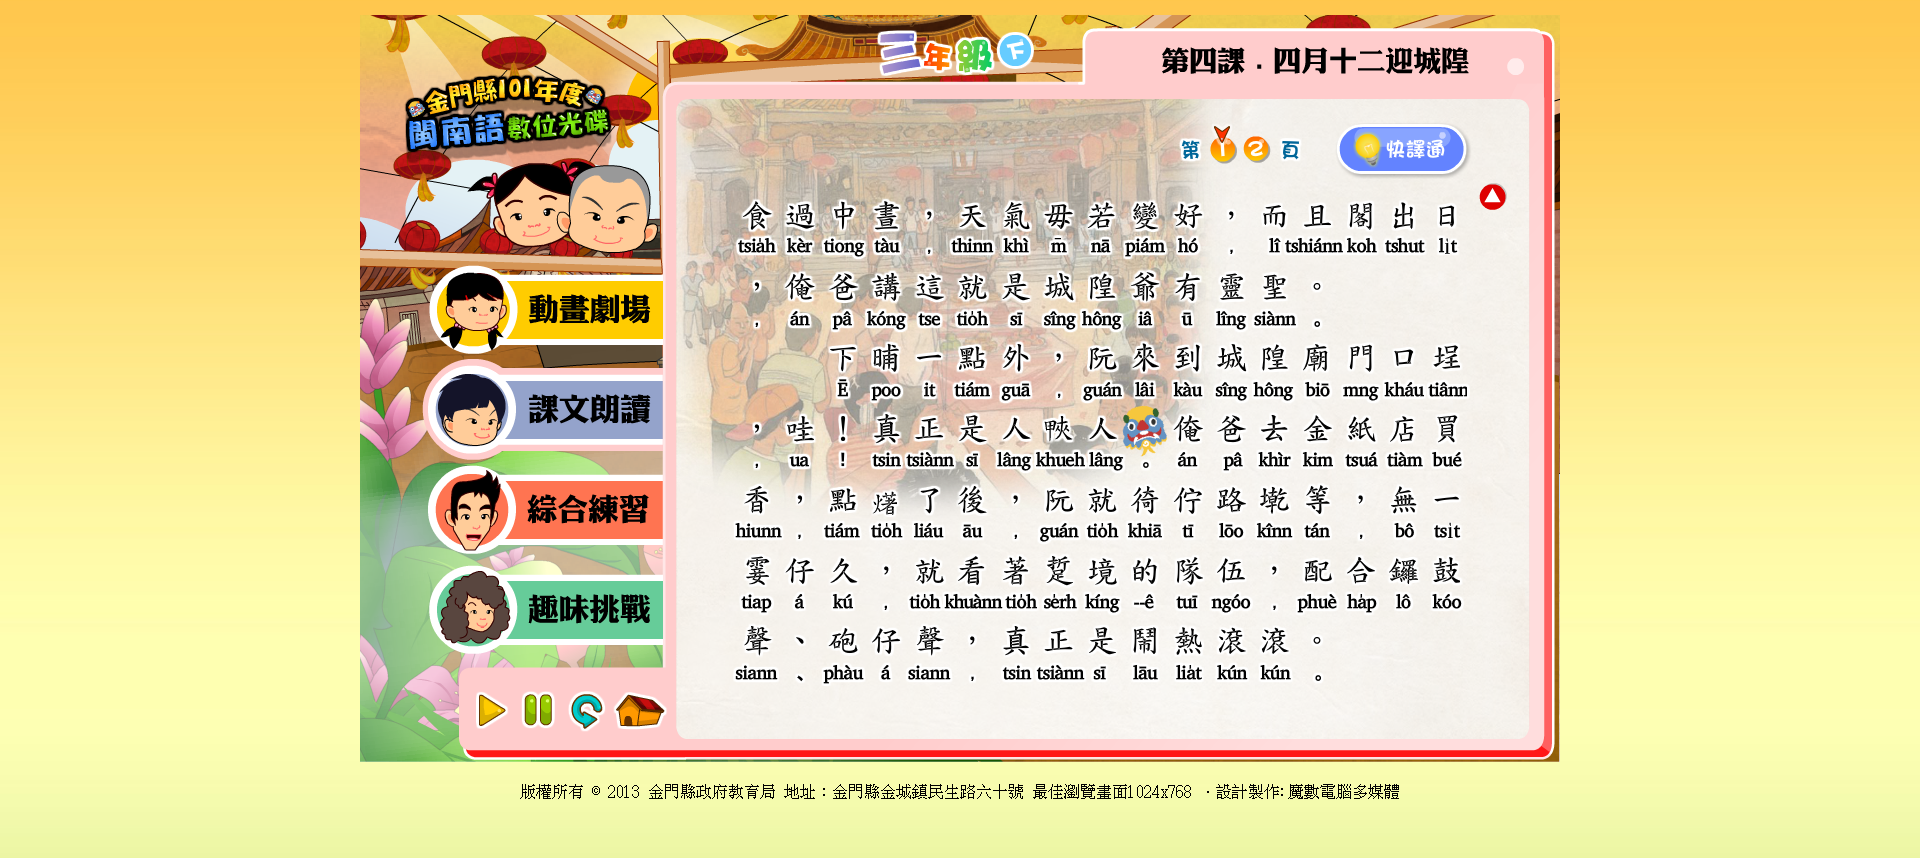 三年級 下
第四課．四月十二迎城隍
金門縣101年度
閩南語數位光碟
第 1 2 頁
快譯通
動畫劇場
課文朗讀
綜合練習
趣味挑戰
食過中晝，天氣毋若變好，而且閣出日
tsia̍h kèr tiong tàu , thinn khì m̄ nā piám hó , lî tshiánn koh tshut li̍t
，俺爸講這就是城隍爺有靈聖。
, án pâ kóng tse tio̍h sī sîng hông iâ ū lîng siànn 。
下晡一點外，阮來到城隍廟門口埕
Ē poo it tiám guā , guán lâi kàu sîng hông biō mng kháu tiânn
，哇！真正是人㽟人 俺爸去金紙店買
, ua ! tsin tsiànn sī lâng khueh lâng 。 án pâ khìr kim tsuá tiàm bué
香，點㷮了後，阮就徛佇路墘等，無一
hiunn , tiám tio̍h liáu āu , guán tio̍h khiā tī lōo kînn tán , bô tsi̍t
霎仔久，就看著踅境的隊伍，配合鑼鼓
tiap á kú , tio̍h khuànn tio̍h se̍rh kíng --ê tuī ngóo , phuè ha̍p lô kóo
聲、砲仔聲，真正是鬧熱滾滾。
siann 、 phàu á siann , tsin tsiànn sī lāu lia̍t kún kún 。
版權所有 © 2013 金門縣政府教育局 地址：金門縣金城鎮民生路六十號 最佳瀏覽畫面1024x768 ．設計製作: 魔數電腦多媒體